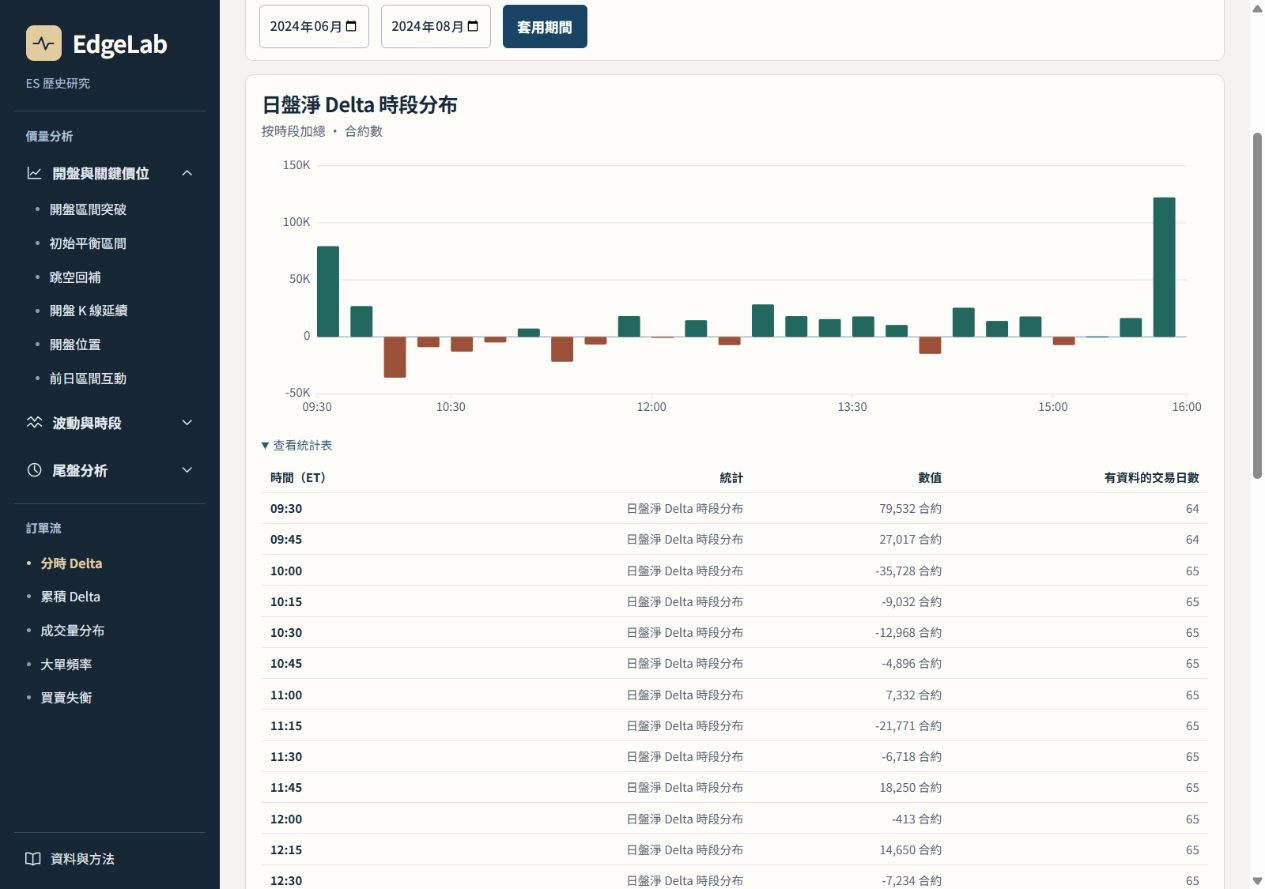 EdgeLab
ES 歷史研究
價量分析
開盤與關鍵價位
開盤區間突破
初始平衡區間
跳空回補
開盤 K 線延續
開盤位置
前日區間互動
波動與時段
尾盤分析
訂單流
分時 Delta
累積 Delta
成交量分布
大單頻率
買賣失衡
資料與方法
2024年06月 2024年08月 套用期間
日盤淨 Delta 時段分布
按時段加總 · 合約數
150K
100K
50K
0
-50K
09:30 10:30 12:00 13:30 15:00 16:00
▼ 查看統計表
時間（ET） 統計 數值 有資料的交易日數
09:30 日盤淨 Delta 時段分布 79,532 合約 64
09:45 日盤淨 Delta 時段分布 27,017 合約 64
10:00 日盤淨 Delta 時段分布 -35,728 合約 65
10:15 日盤淨 Delta 時段分布 -9,032 合約 65
10:30 日盤淨 Delta 時段分布 -12,968 合約 65
10:45 日盤淨 Delta 時段分布 -4,896 合約 65
11:00 日盤淨 Delta 時段分布 7,332 合約 65
11:15 日盤淨 Delta 時段分布 -21,771 合約 65
11:30 日盤淨 Delta 時段分布 -6,718 合約 65
11:45 日盤淨 Delta 時段分布 18,250 合約 65
12:00 日盤淨 Delta 時段分布 -413 合約 65
12:15 日盤淨 Delta 時段分布 14,650 合約 65
12:30 日盤淨 Delta 時段分布 -7,234 合約 65